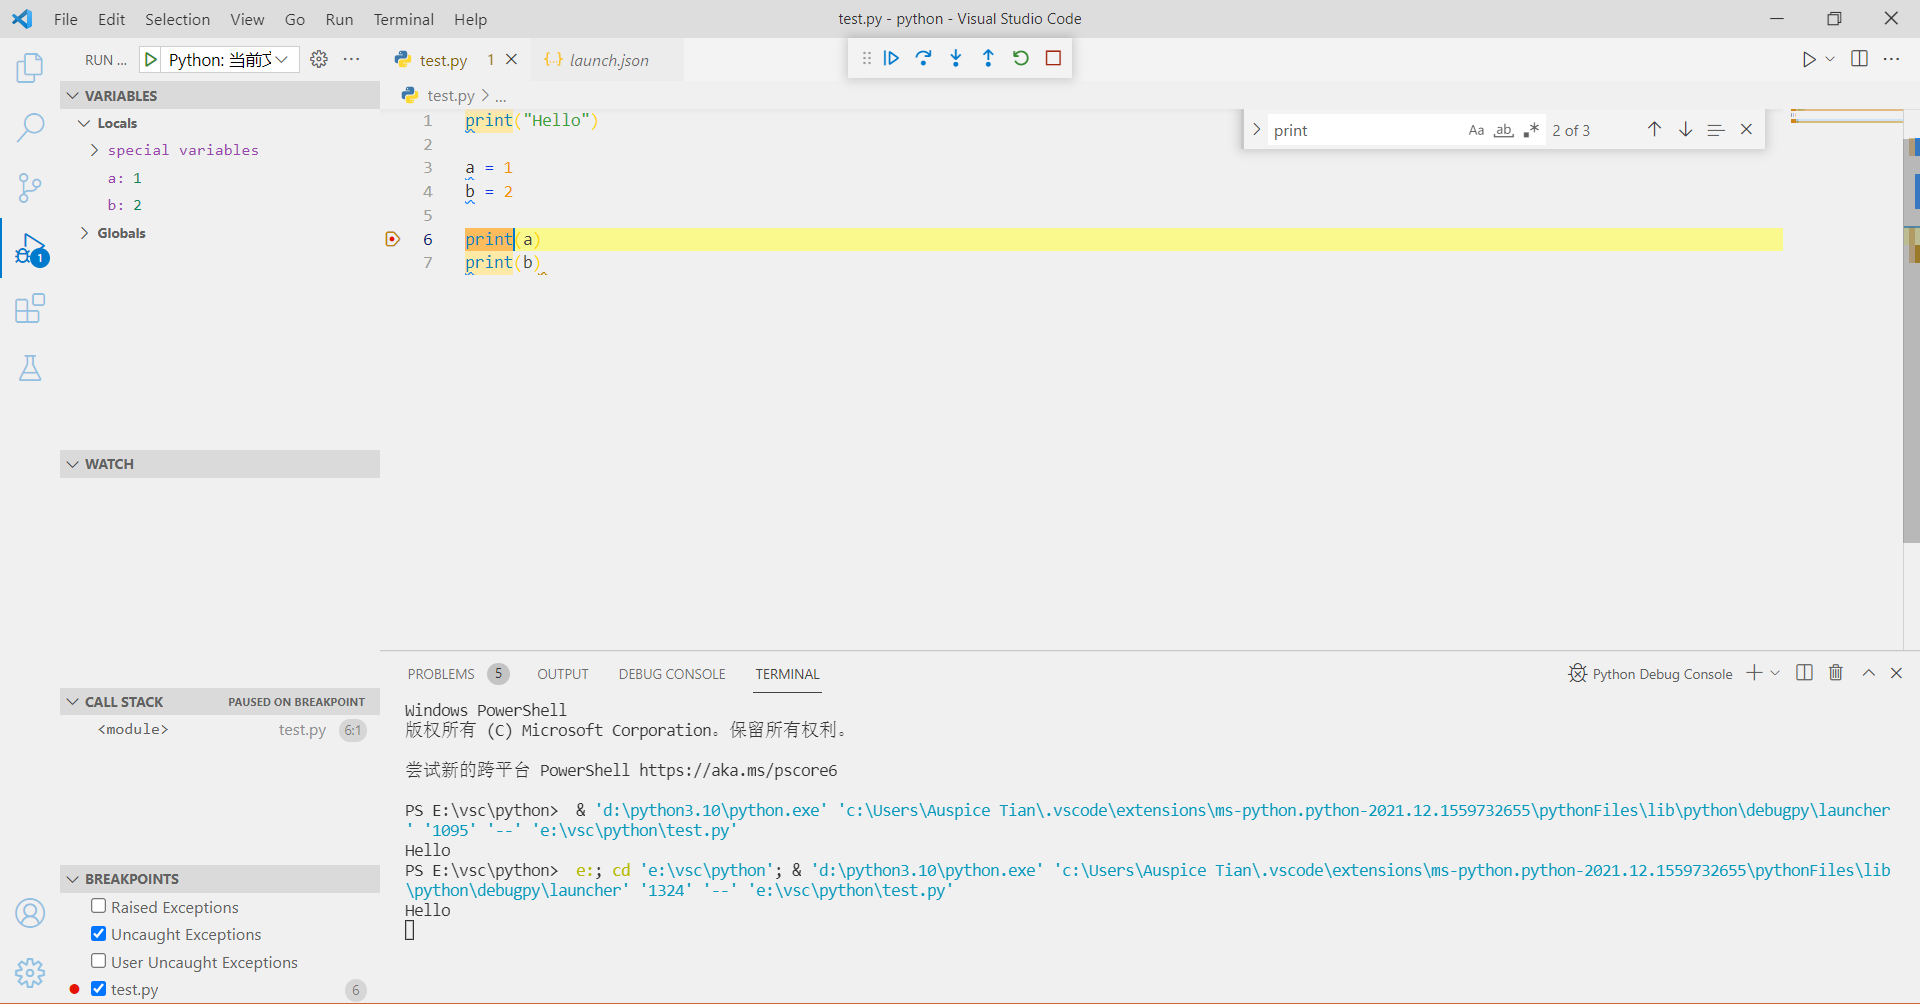 File Edit Selection View Go Run Terminal Help
test.py - python - Visual Studio Code
RUN ...
Python: 当前文
test.py 1
{..} launch.json
test.py > ...
VARIABLES
Locals
special variables
a: 1
b: 2
Globals
1
WATCH
CALL STACK PAUSED ON BREAKPOINT
<module> test.py 6:1
BREAKPOINTS
Raised Exceptions
Uncaught Exceptions
User Uncaught Exceptions
test.py 6
1 print("Hello")
2
3 a = 1
4 b = 2
5
6 print(a)
7 print(b)
print Aa ab .* 2 of 3
PROBLEMS 5 OUTPUT DEBUG CONSOLE TERMINAL
Python Debug Console
Windows PowerShell
版权所有 (C) Microsoft Corporation。保留所有权利。
尝试新的跨平台 PowerShell https://aka.ms/pscore6
PS E:\vsc\python>  & 'd:\python3.10\python.exe' 'c:\Users\Auspice Tian\.vscode\extensions\ms-python.python-2021.12.1559732655\pythonFiles\lib\python\debugpy\launcher
' '1095' '--' 'e:\vsc\python\test.py'
Hello
PS E:\vsc\python>  e:; cd 'e:\vsc\python'; & 'd:\python3.10\python.exe' 'c:\Users\Auspice Tian\.vscode\extensions\ms-python.python-2021.12.1559732655\pythonFiles\lib
\python\debugpy\launcher' '1324' '--' 'e:\vsc\python\test.py'
Hello